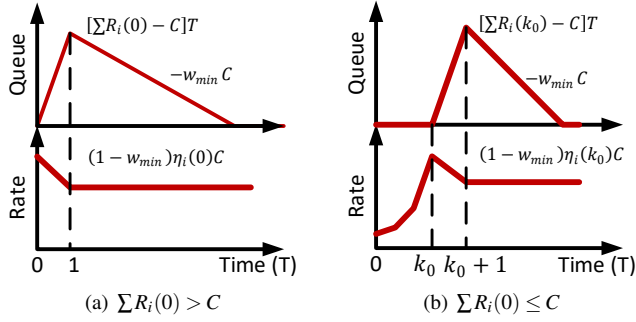 [∑R_i(0) − C]T
Queue
−w_min C
Rate
(1 − w_min)η_i(0)C
0
1
Time (T)
(a) ∑R_i(0) > C
[∑R_i(k_0) − C]T
Queue
−w_min C
Rate
(1 − w_min)η_i(k_0)C
0
k_0
k_0 + 1
Time (T)
(b) ∑R_i(0) ≤ C